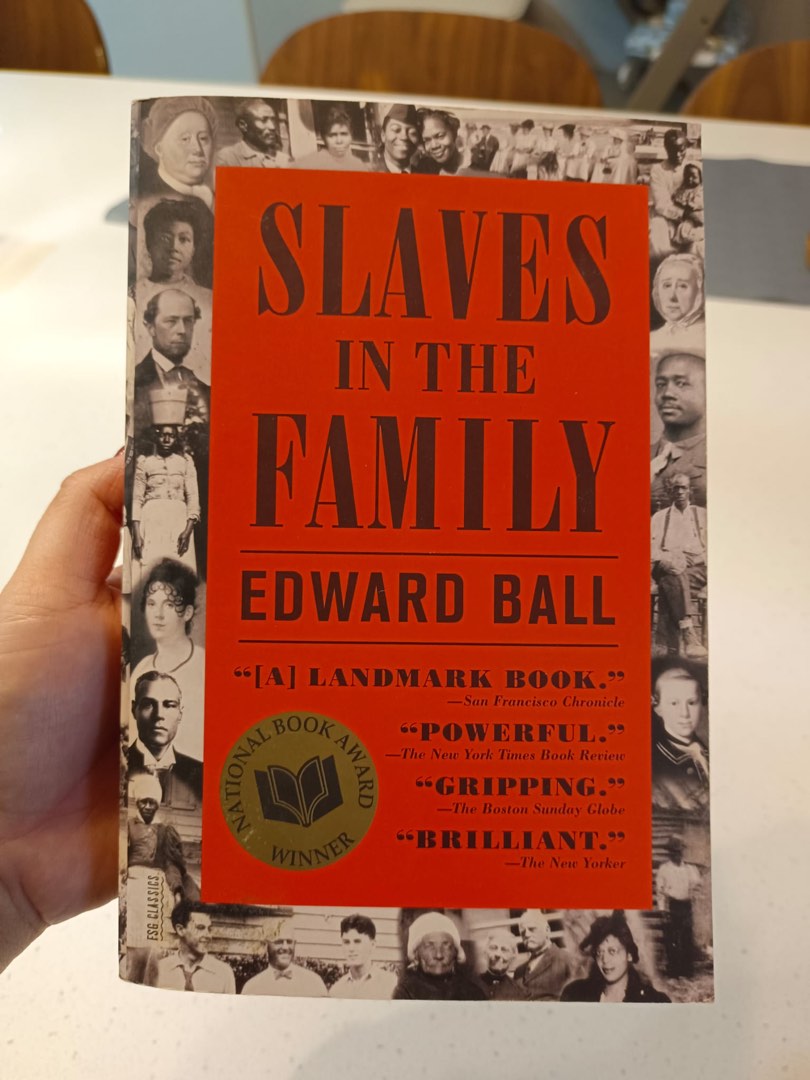 SLAVES
IN THE
FAMILY
EDWARD BALL
“[A] LANDMARK BOOK.”
—San Francisco Chronicle
“POWERFUL.”
—The New York Times Book Review
“GRIPPING.”
—The Boston Sunday Globe
“BRILLIANT.”
—The New Yorker
NATIONAL BOOK AWARD
WINNER
FSG CLASSICS